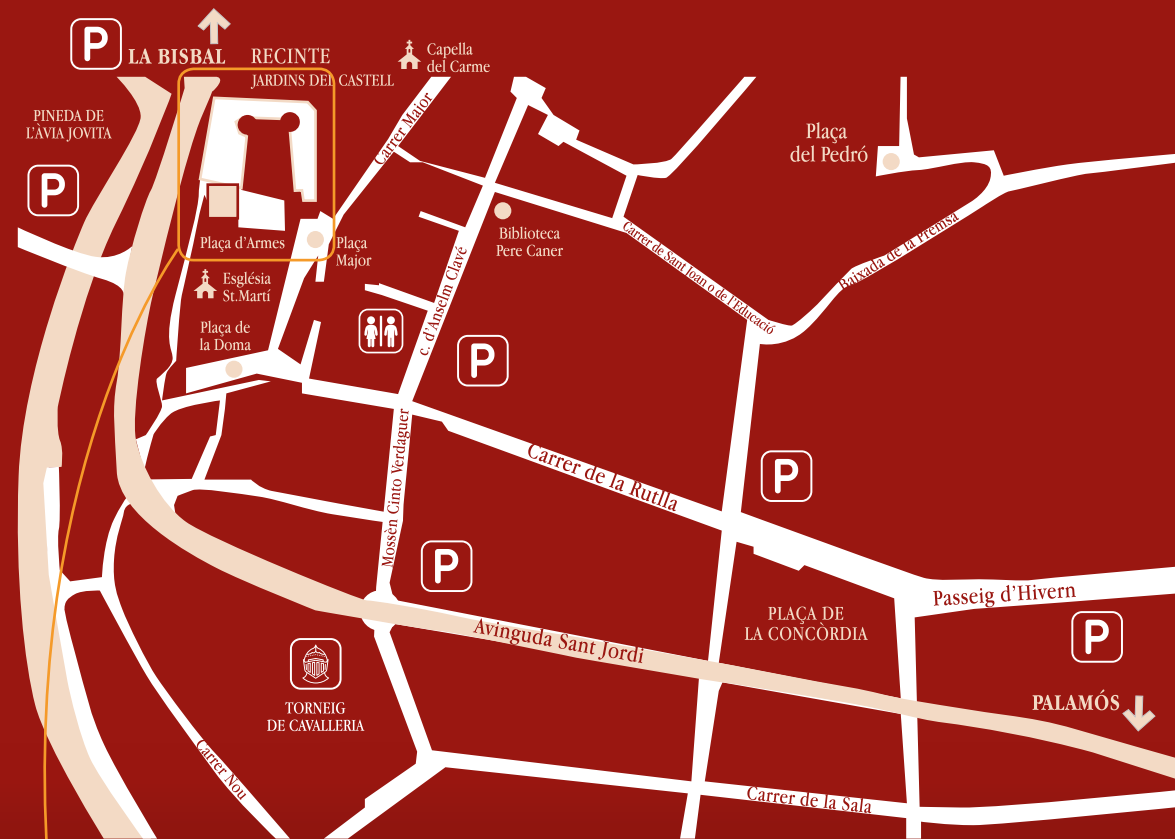 P
LA BISBAL
RECINTE
JARDINS DEL CASTELL
Capella
del Carme
PINEDA DE
L'ÀVIA JOVITA
P
Carrer Major
Plaça
del Pedró
Plaça d'Armes
Plaça
Major
Biblioteca
Pere Caner
Carrer de Sant Joan o de l'Educació
Baixada de la Premsa
Església
St.Martí
Plaça de
la Doma
c. d'Anselm Clavé
P
Mossèn Cinto Verdaguer
Carrer de la Rutlla
P
P
Passeig d'Hivern
PLAÇA DE
LA CONCÒRDIA
P
Avinguda Sant Jordi
TORNEIG
DE CAVALLERIA
PALAMÓS
Carrer Nou
Carrer de la Sala